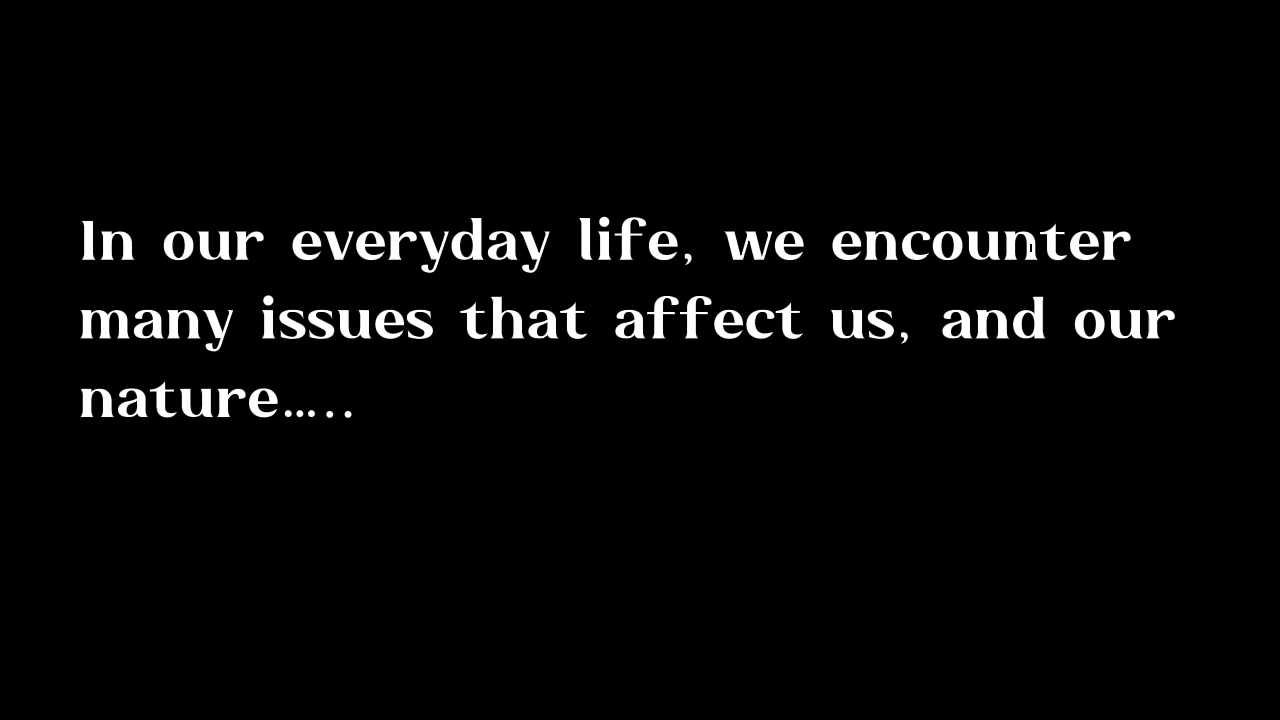 In our everyday life, we encounter
many issues that affect us, and our
nature…..